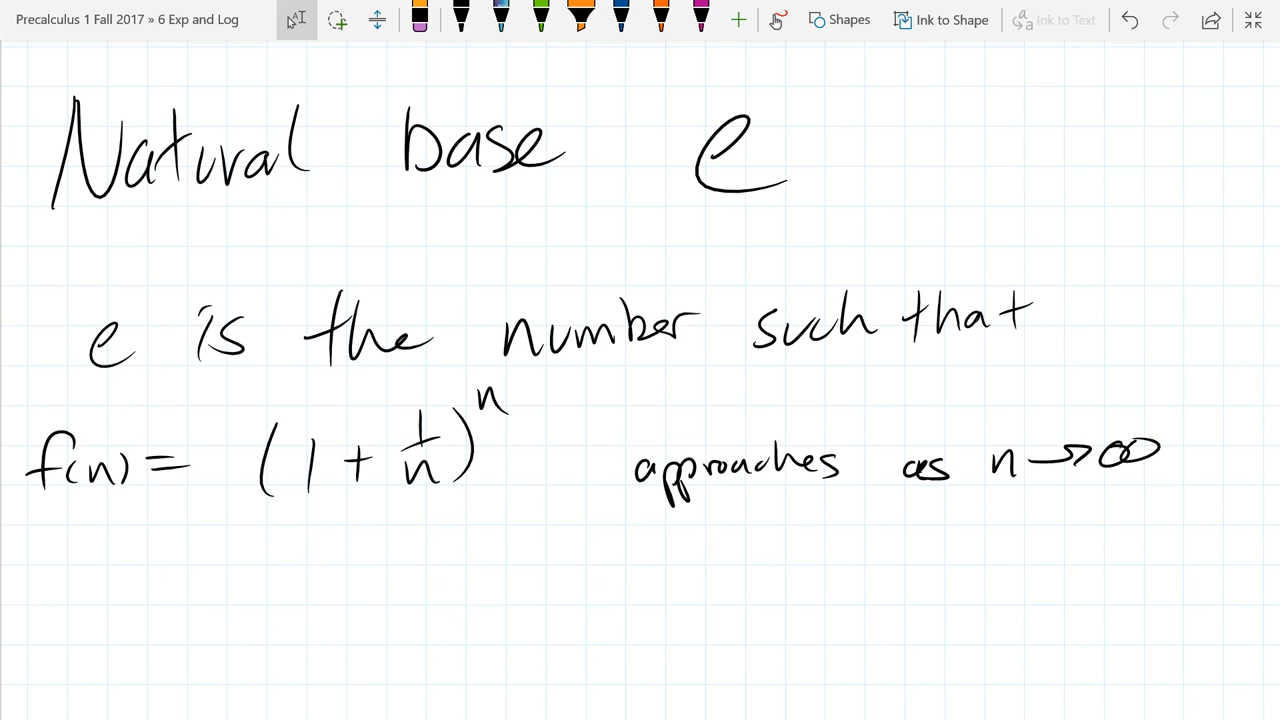 Precalculus 1 Fall 2017 » 6 Exp and Log
Shapes
Ink to Shape
Ink to Text
Natural base e
e is the number such that
f(n) = (1 + 1/n)^n approaches as n → ∞